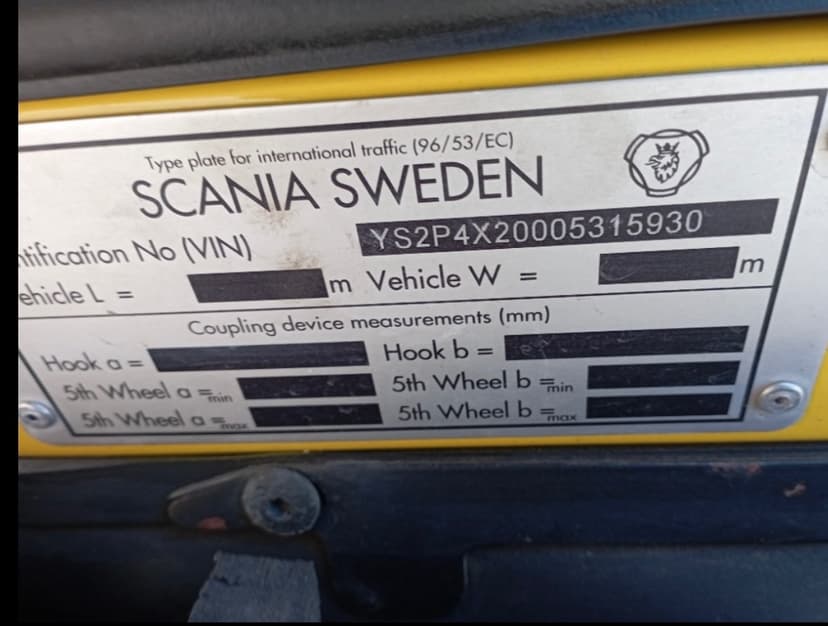 Type plate for international traffic (96/53/EC)
SCANIA SWEDEN
ntification No (VIN) YS2P4X20005315930
ehicle L = m Vehicle W = m
Coupling device measurements (mm)
Hook a = Hook b =
5th Wheel a =min 5th Wheel b =min
5th Wheel a =max 5th Wheel b =max